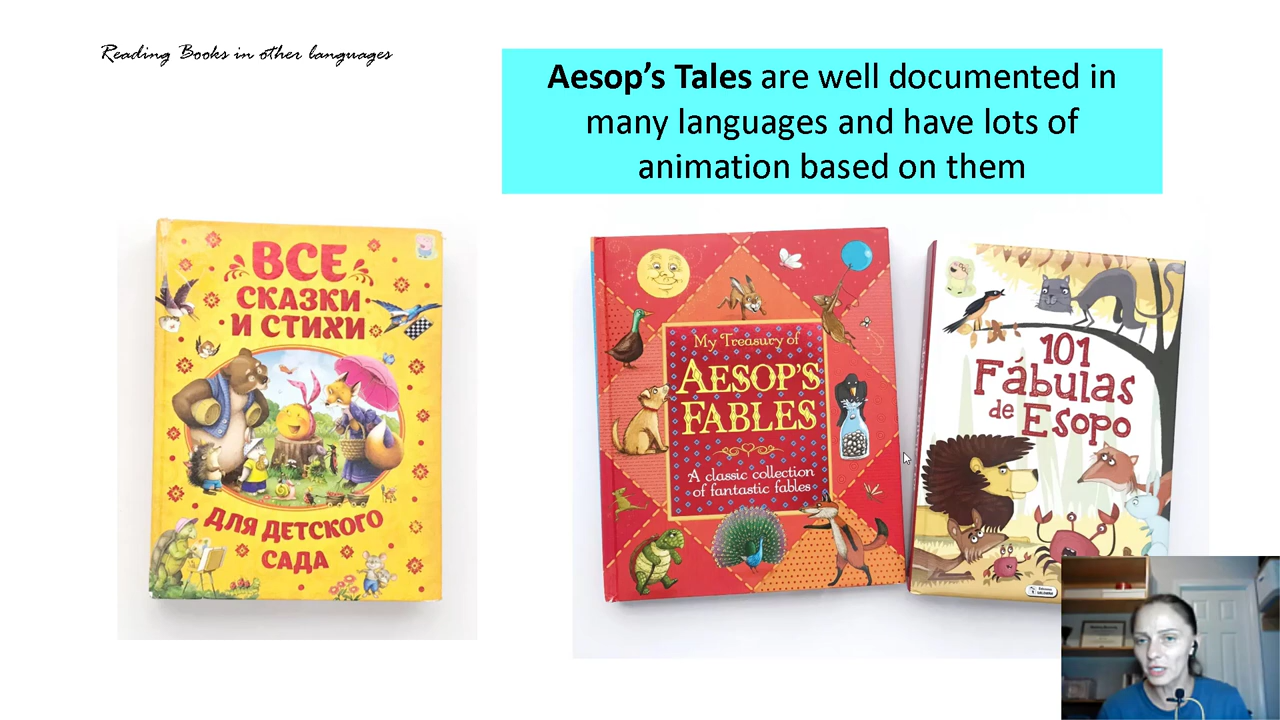 Reading Books in other languages
Aesop's Tales are well documented in
many languages and have lots of
animation based on them
ВСЕ
СКАЗКИ
И СТИХИ
ДЛЯ ДЕТСКОГО
САДА
My Treasury of
AESOP'S
FABLES
A classic collection
of fantastic fables
101
Fábulas
de Esopo